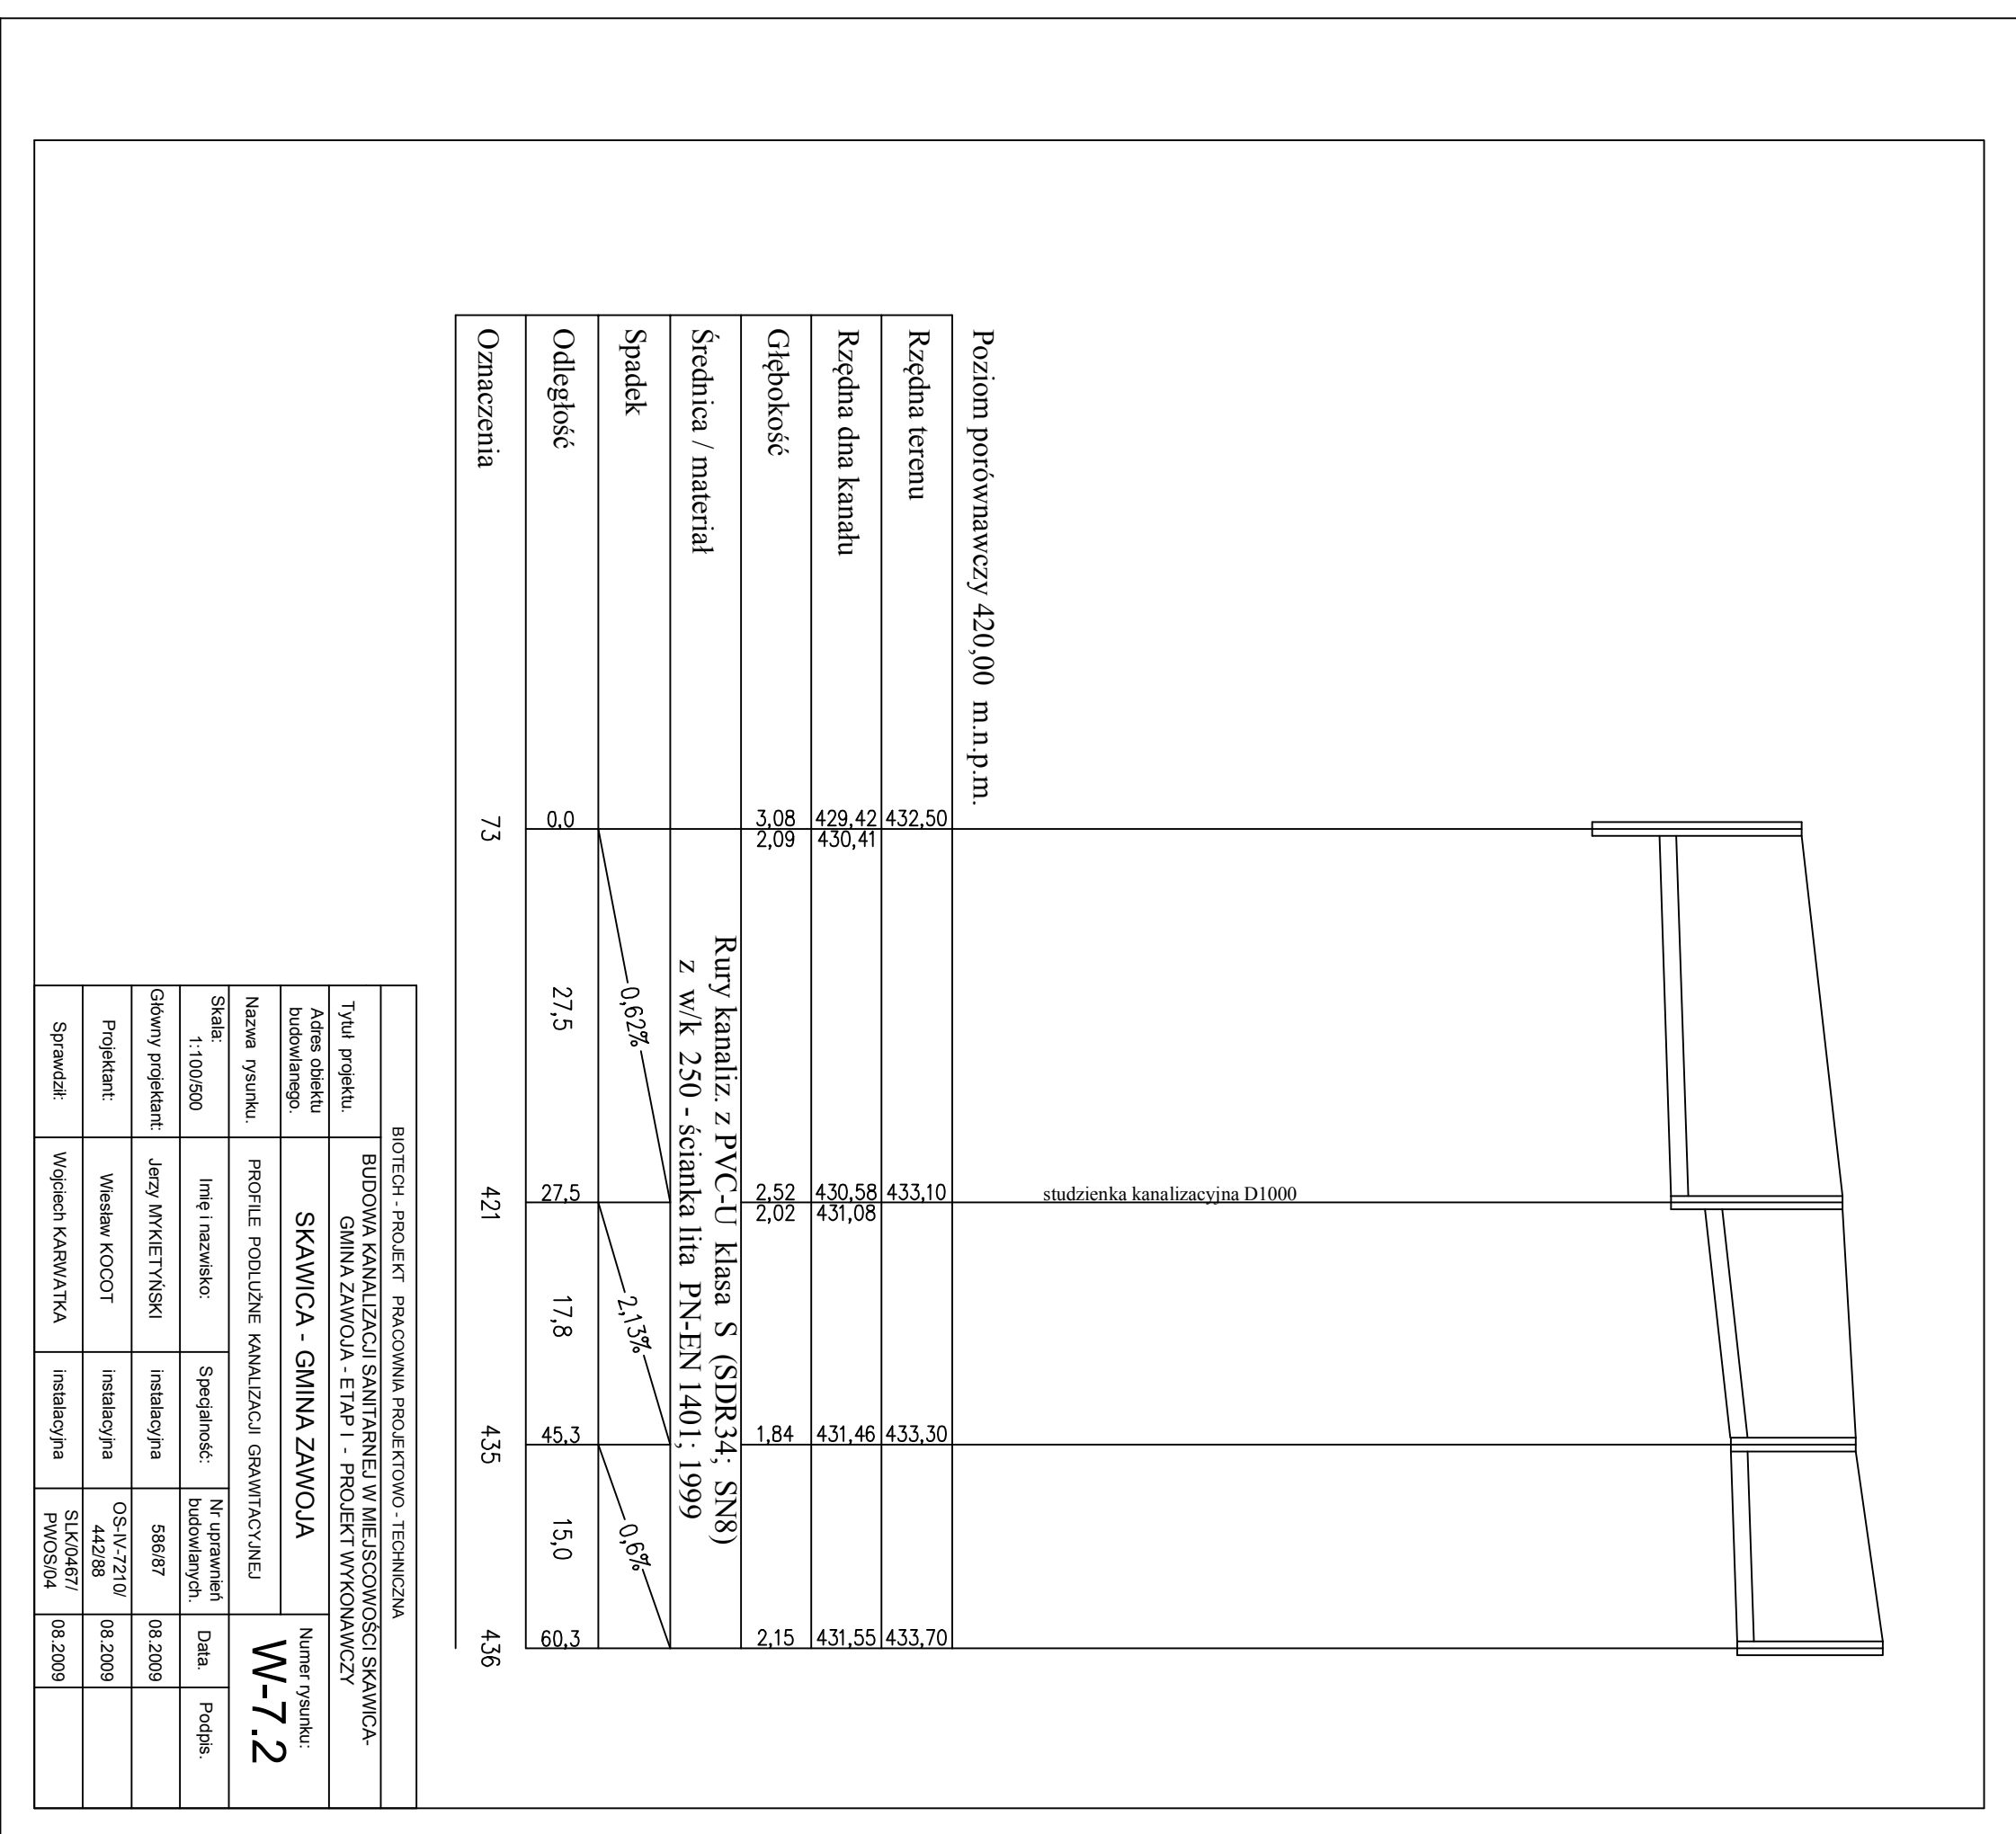 Poziom porównawczy 420,00 m.n.p.m.
studzienka kanalizacyjna D1000
Rzędna terenu 432,50 433,10 433,30 433,70
Rzędna dna kanału 429,42 430,41 430,58 431,08 431,46 431,55
Głębokość 3,08 2,09 2,52 2,02 1,84 2,15
Średnica / materiał
Rury kanaliz. z PVC-U klasa S (SDR34; SN8)
z w/k 250 - ścianka lita PN-EN 1401; 1999
Spadek 0,62% 2,13% 0,6%
Odległość 0,0 27,5 27,5 17,8 45,3 15,0 60,3
Oznaczenia 73 421 435 436
BIOTECH - PROJEKT PRACOWNIA PROJEKTOWO - TECHNICZNA
Tytuł projektu.
BUDOWA KANALIZACJI SANITARNEJ W MIEJSCOWOŚCI SKAWICA-
GMINA ZAWOJA - ETAP I - PROJEKT WYKONAWCZY
Adres obiektu
budowlanego.
SKAWICA - GMINA ZAWOJA
Numer rysunku:
W-7.2
Nazwa rysunku.
PROFILE PODLUŻNE KANALIZACJI GRAWITACYJNEJ
Skala:
1:100/500
Imię i nazwisko:
Specjalność:
Nr uprawnień
budowlanych.
Data.
Podpis.
Główny projektant:
Jerzy MYKIETYŃSKI
instalacyjna
586/87
08.2009
Projektant:
Wiesław KOCOT
instalacyjna
OS-IV-7210/
442/88
08.2009
Sprawdził:
Wojciech KARWATKA
instalacyjna
SLK/0467/
PWOS/04
08.2009